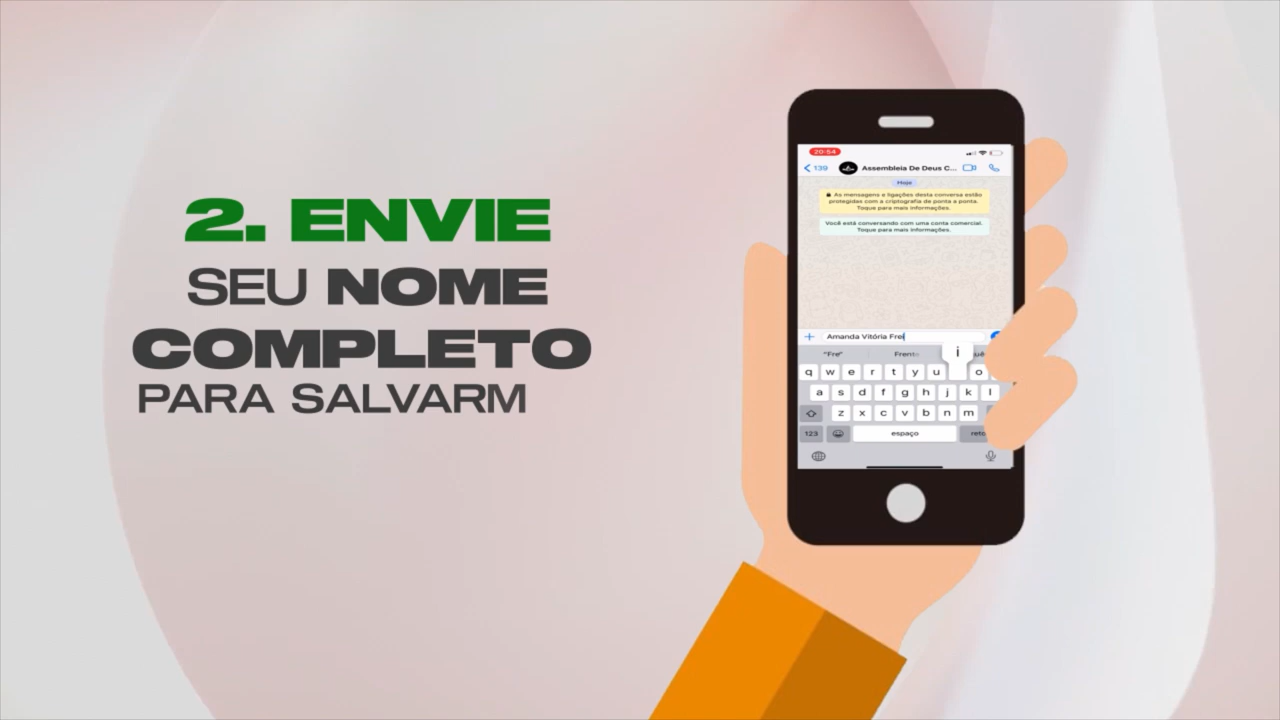 2. ENVIE
SEU NOME
COMPLETO
PARA SALVARM
20:54
139
Assembleia De Deus C...
Hoje
As mensagens e ligações desta conversa estão
protegidas com a criptografia de ponta a ponta.
Toque para mais informações.
Você está conversando com uma conta comercial.
Toque para mais informações.
Amanda Vitória Frei
"Fre" Frente
i
q w e r t y u o
a s d f g h j k l
z x c v b n m
123 espaço